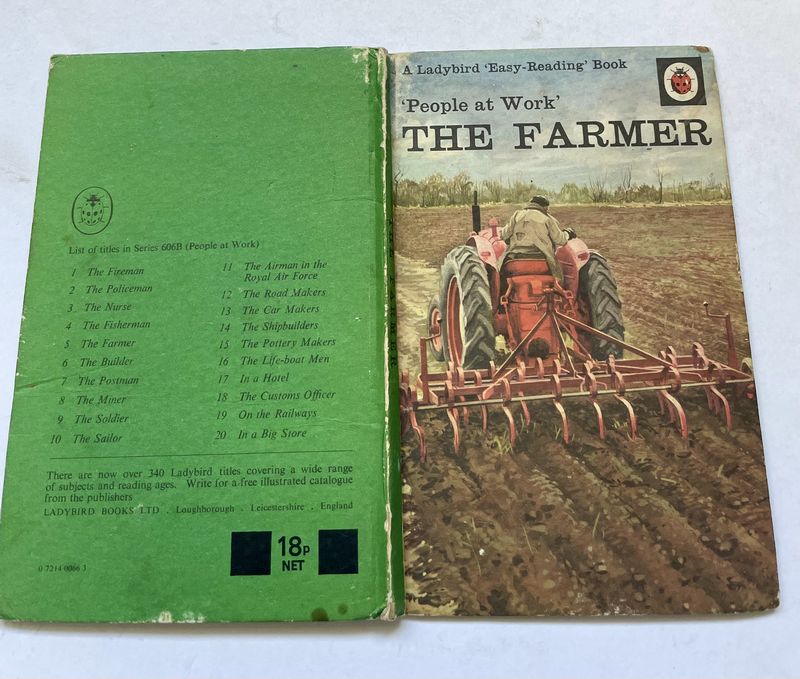 A Ladybird 'Easy-Reading' Book
'People at Work'
THE FARMER
List of titles in Series 606B (People at Work)
1 The Fireman
2 The Policeman
3 The Nurse
4 The Fisherman
5 The Farmer
6 The Builder
7 The Postman
8 The Miner
9 The Soldier
10 The Sailor
11 The Airman in the
Royal Air Force
12 The Road Makers
13 The Car Makers
14 The Shipbuilders
15 The Pottery Makers
16 The Life-boat Men
17 In a Hotel
18 The Customs Officer
19 On the Railways
20 In a Big Store
There are now over 340 Ladybird titles covering a wide range
of subjects and reading ages. Write for a free illustrated catalogue
from the publishers
LADYBIRD BOOKS LTD . Loughborough . Leicestershire . England
18p
NET
0 7214 0066 3